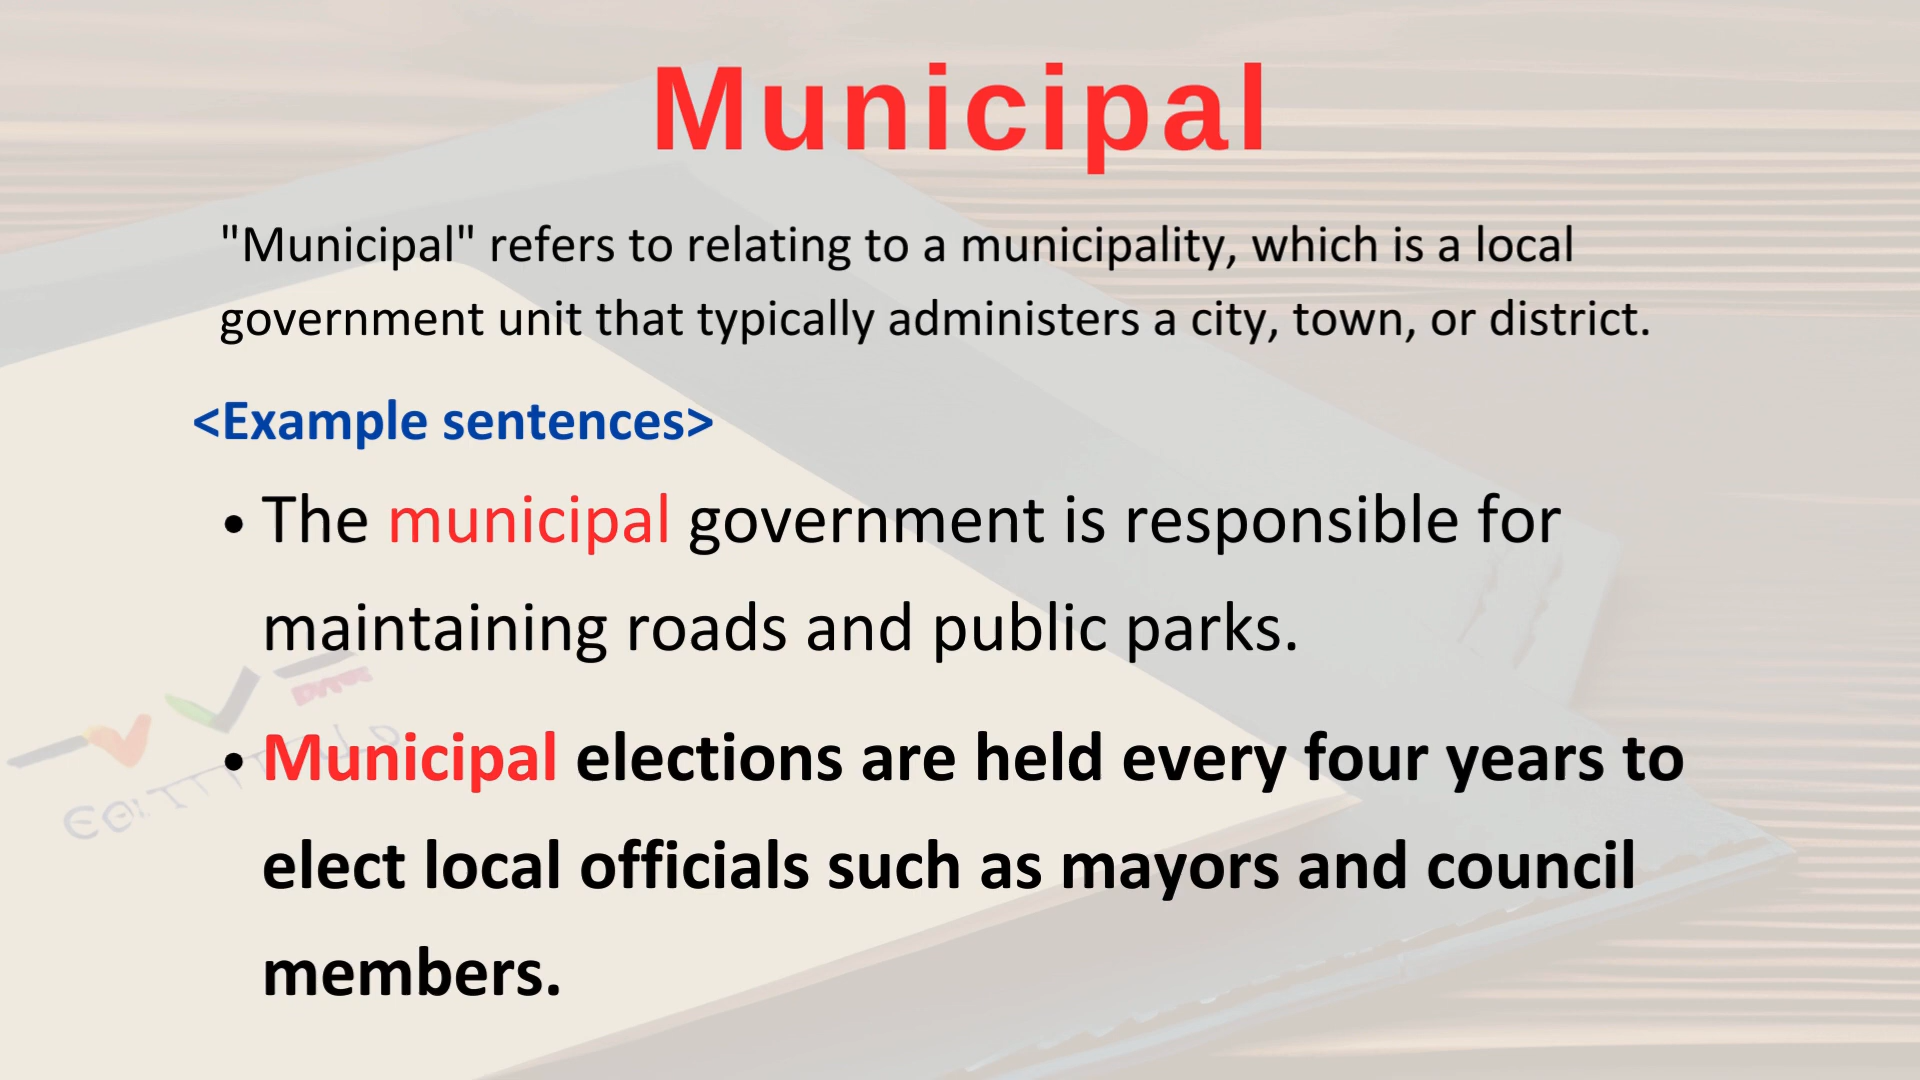 Municipal
"Municipal" refers to relating to a municipality, which is a local
government unit that typically administers a city, town, or district.
<Example sentences>
• The municipal government is responsible for
maintaining roads and public parks.
• Municipal elections are held every four years to
elect local officials such as mayors and council
members.